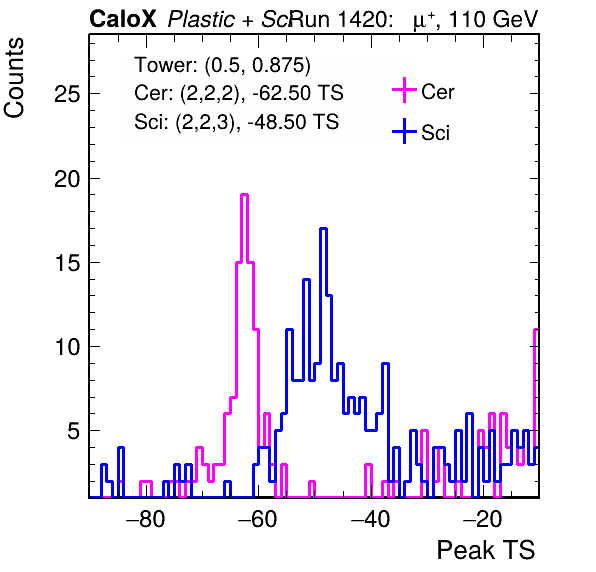 CaloX Plastic + Sci Run 1420: μ⁺, 110 GeV
Tower: (0.5, 0.875)
Cer: (2,2,2), -62.50 TS
Sci: (2,2,3), -48.50 TS
Cer
Sci
Counts
25
20
15
10
5
−80 −60 −40 −20
Peak TS